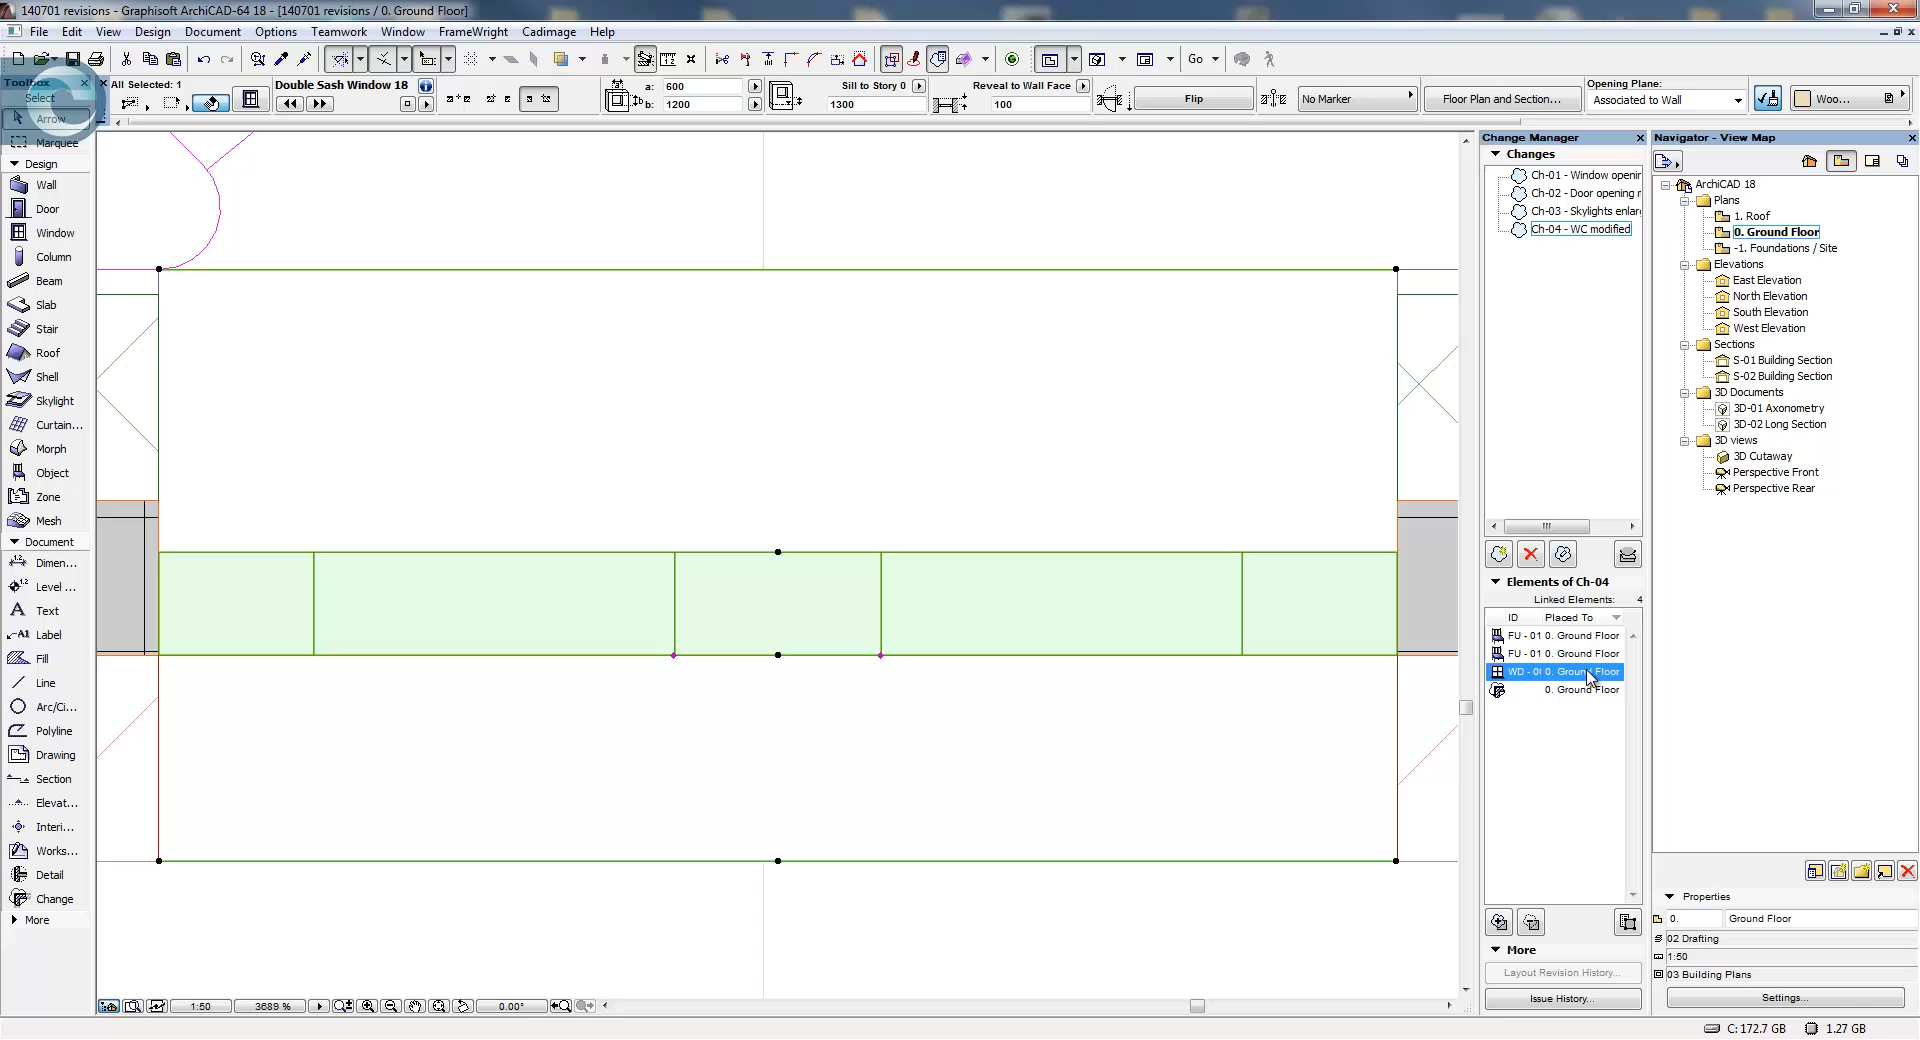 140701 revisions - Graphisoft ArchiCAD-64 18 - [140701 revisions / 0. Ground Floor]
File Edit View Design Document Options Teamwork Window FrameWright Cadimage Help
Go
Toolbox
Select
Arrow
Marquee
Design
Wall
Door
Window
Column
Beam
Slab
Stair
Roof
Shell
Skylight
Curtain...
Morph
Object
Zone
Mesh
Document
Dimen...
Level ...
Text
Label
Fill
Line
Arc/Ci...
Polyline
Drawing
Section
Elevat...
Interi...
Works...
Detail
Change
More
All Selected: 1
Double Sash Window 18
a: 600
b: 1200
Sill to Story 0
1300
Reveal to Wall Face
100
Flip
No Marker
Floor Plan and Section...
Opening Plane:
Associated to Wall
Woo...
Change Manager
Changes
Ch-01 - Window openin
Ch-02 - Door opening
Ch-03 - Skylights enlar
Ch-04 - WC modified
Elements of Ch-04
Linked Elements: 4
ID Placed To
FU - 01 0. Ground Floor
FU - 01 0. Ground Floor
WD - 0 0. Ground Floor
0. Ground Floor
More
Layout Revision History...
Issue History...
Navigator - View Map
ArchiCAD 18
Plans
1. Roof
0. Ground Floor
-1. Foundations / Site
Elevations
East Elevation
North Elevation
South Elevation
West Elevation
Sections
S-01 Building Section
S-02 Building Section
3D Documents
3D-01 Axonometry
3D-02 Long Section
3D views
3D Cutaway
Perspective Front
Perspective Rear
Properties
0. Ground Floor
02 Drafting
1:50
03 Building Plans
Settings...
1:50 3689 % 0.00°
C: 172.7 GB 1.27 GB